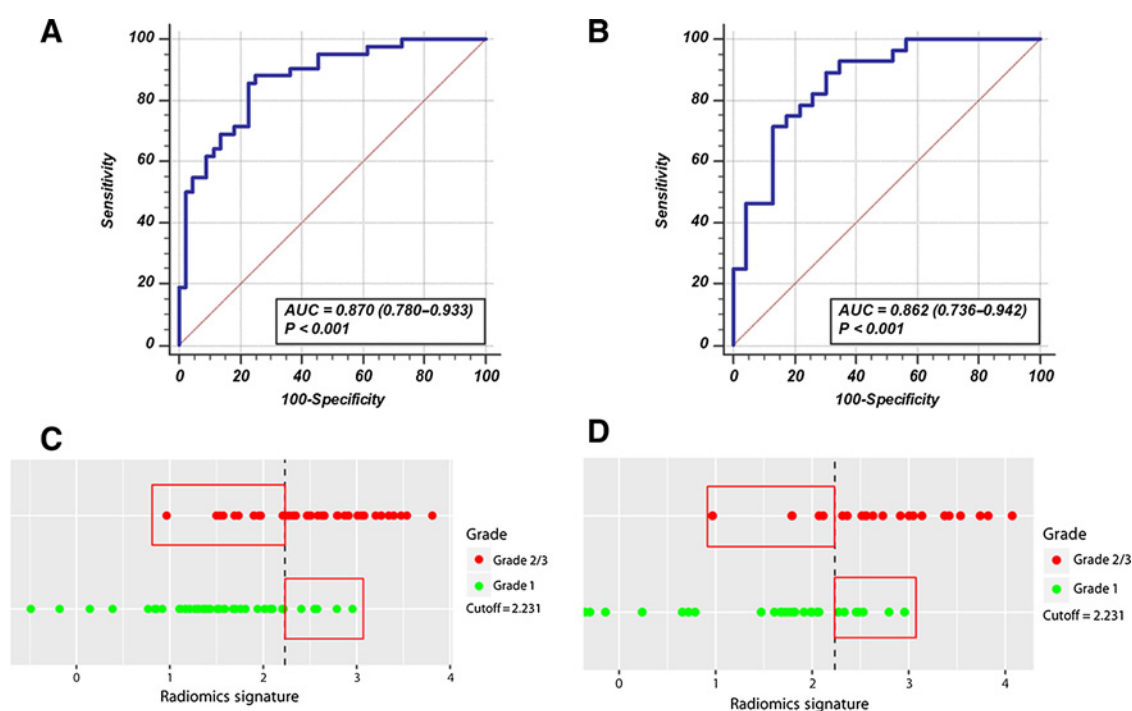 A
100
80
60
40
20
0
Sensitivity
AUC = 0.870 (0.780–0.933)
P < 0.001
0 20 40 60 80 100
100-Specificity
B
100
80
60
40
20
0
Sensitivity
AUC = 0.862 (0.736–0.942)
P < 0.001
0 20 40 60 80 100
100-Specificity
C
Grade
Grade 2/3
Grade 1
Cutoff = 2.231
0 1 2 3 4
Radiomics signature
D
Grade
Grade 2/3
Grade 1
Cutoff = 2.231
0 1 2 3 4
Radiomics signature